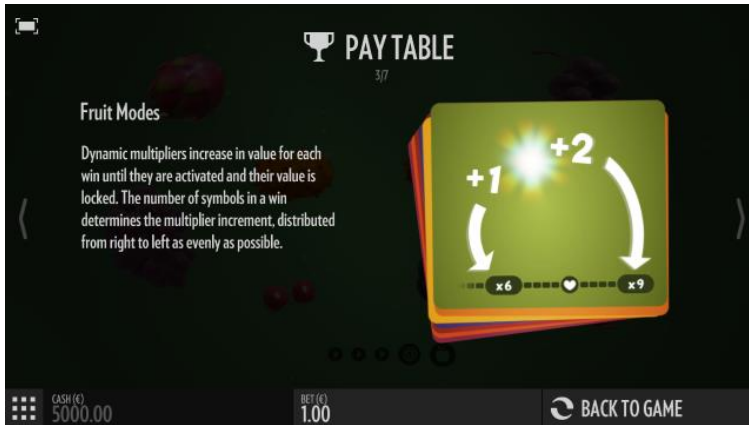 PAY TABLE
3/7
Fruit Modes
Dynamic multipliers increase in value for each
win until they are activated and their value is
locked. The number of symbols in a win
determines the multiplier increment, distributed
from right to left as evenly as possible.
+1
+2
x6
x9
CASH (€)
5000.00
BET (€)
1.00
BACK TO GAME